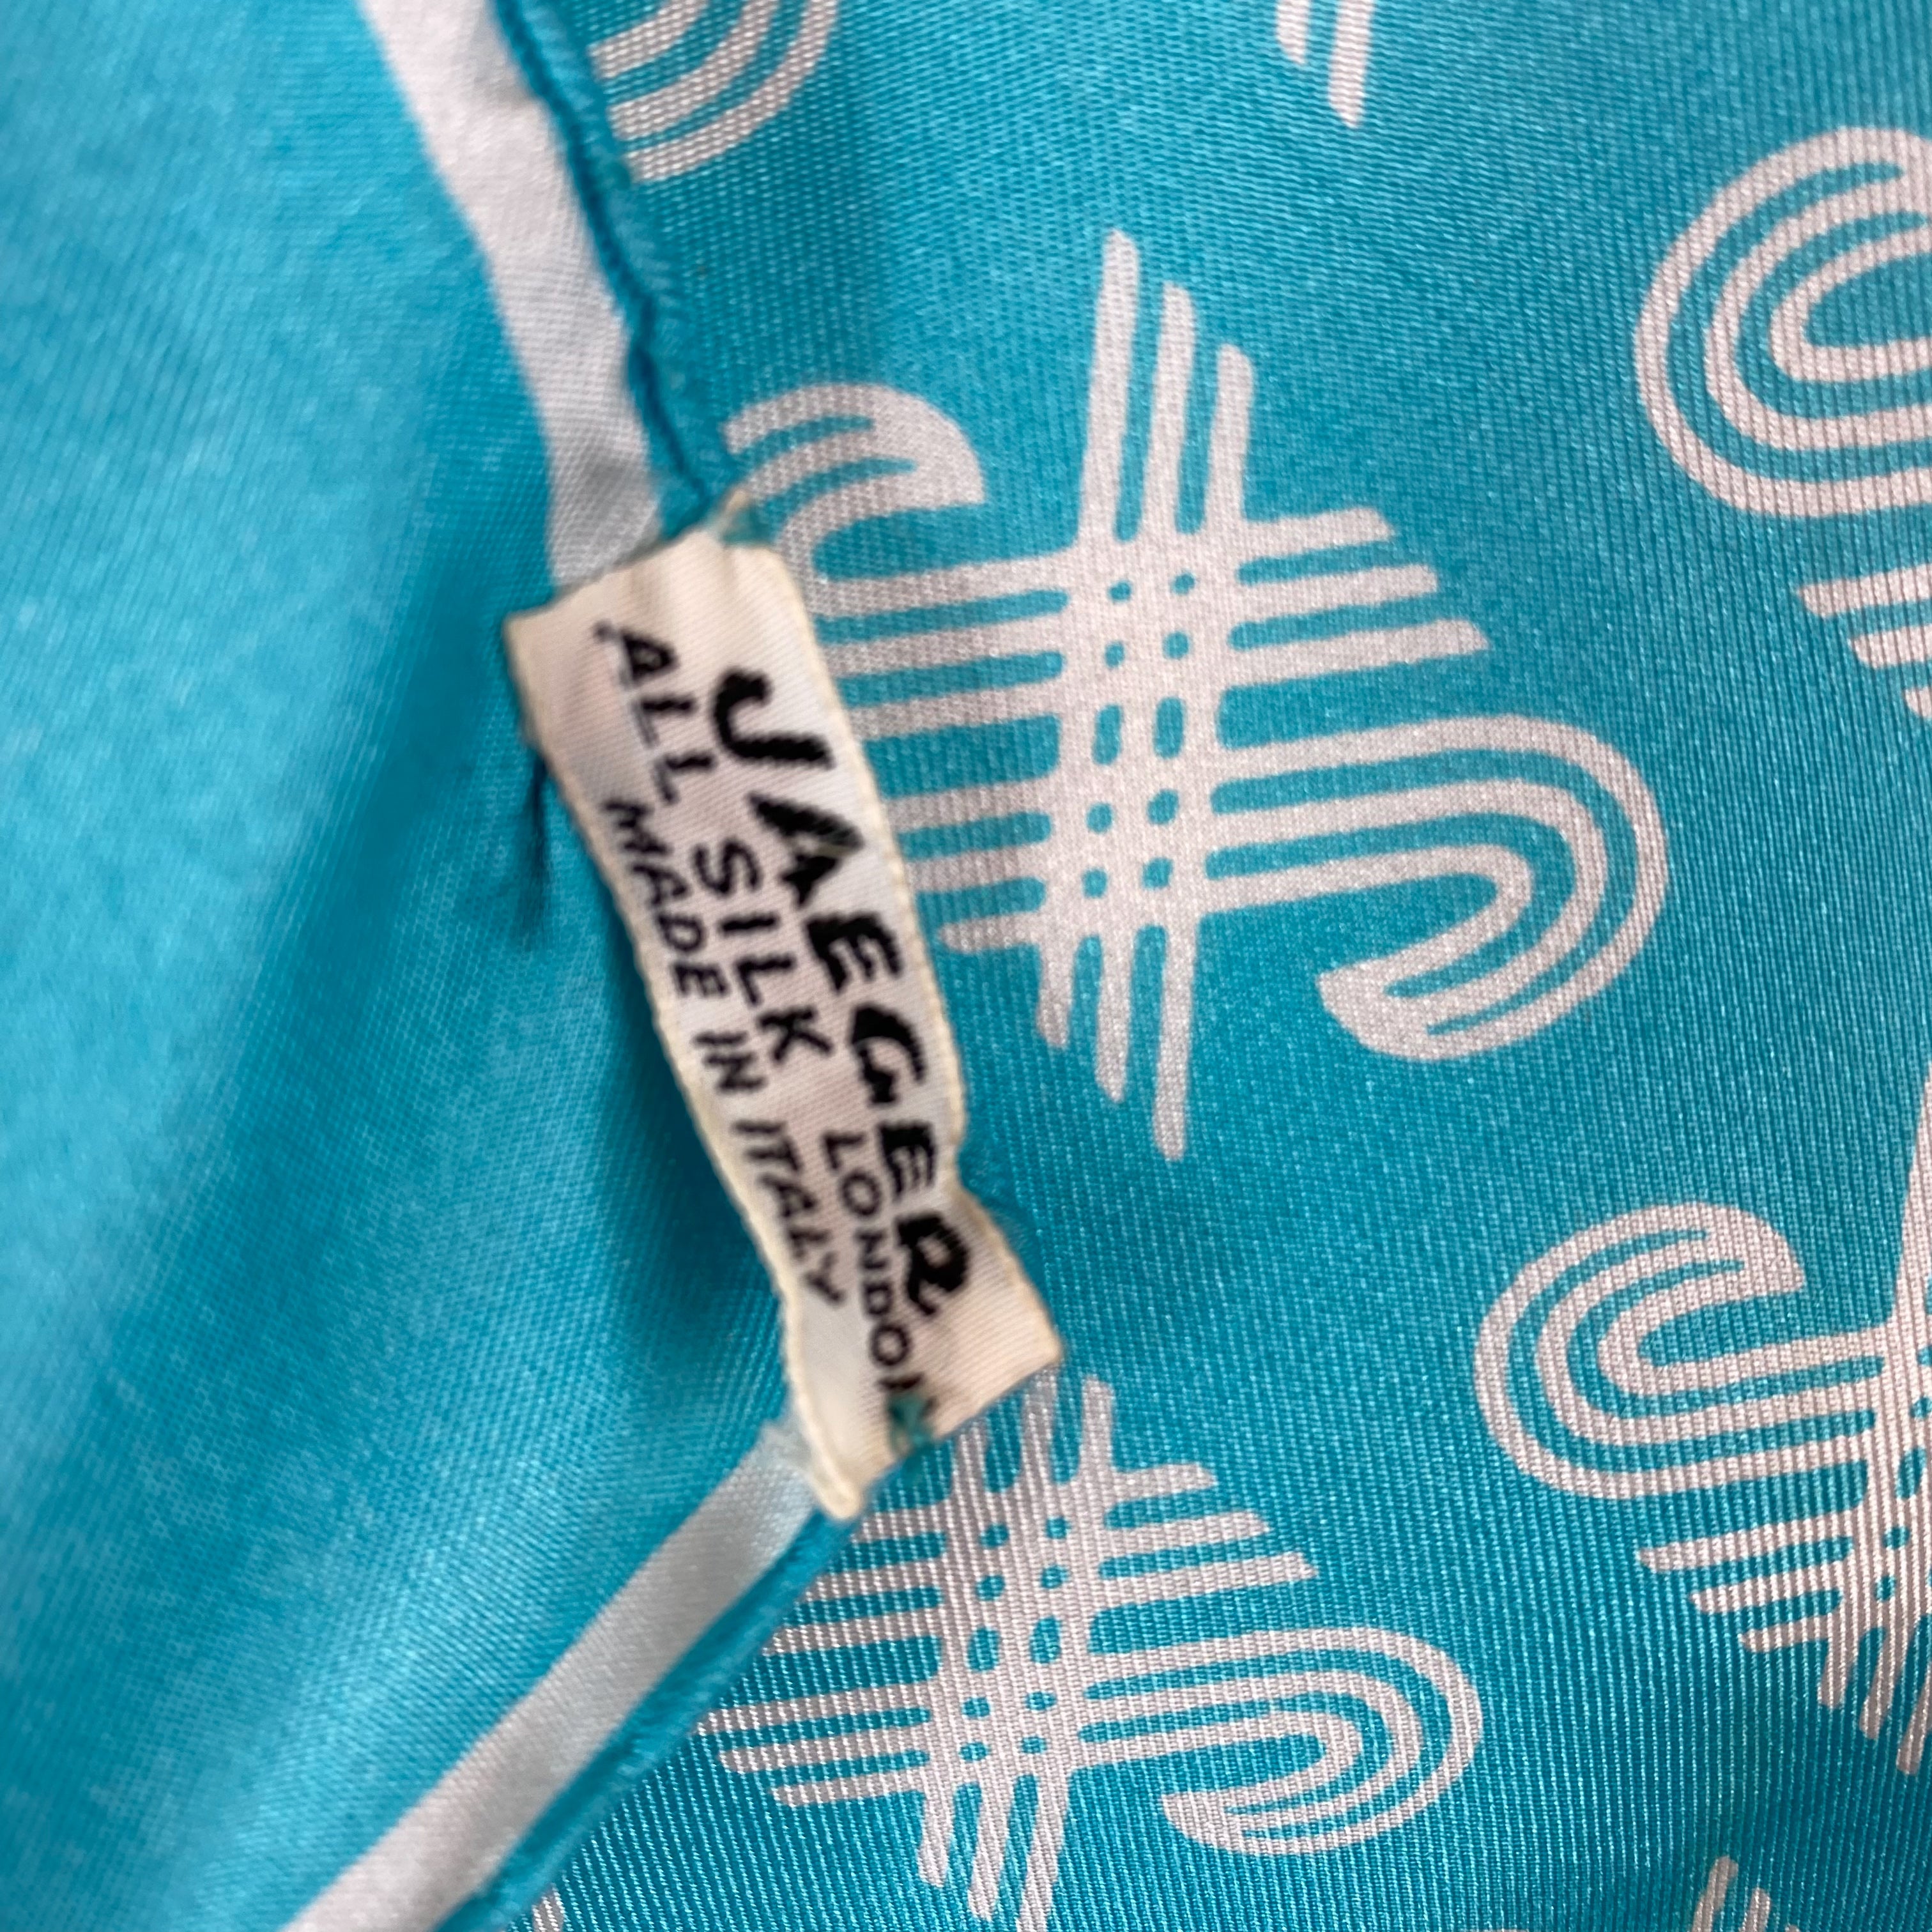 JAEGER
LONDON
ALL SILK
MADE IN ITALY